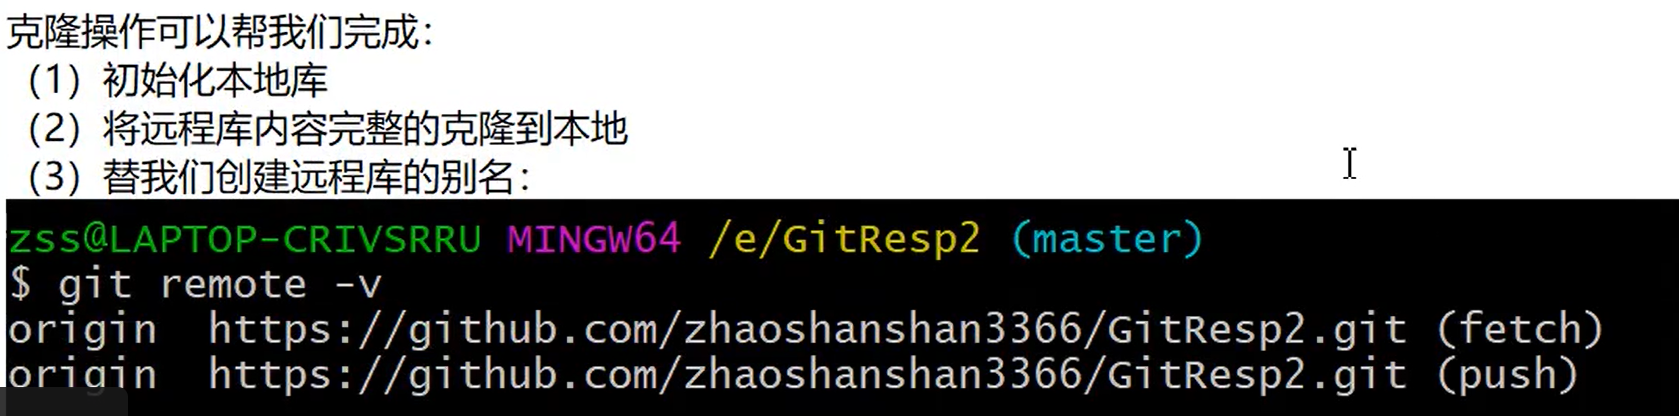 克隆操作可以帮我们完成：
（1）初始化本地库
（2）将远程库内容完整的克隆到本地
（3）替我们创建远程库的别名：
zss@LAPTOP-CRIVSRRU MINGW64 /e/GitResp2 (master)
$ git remote -v
origin  https://github.com/zhaoshanshan3366/GitResp2.git (fetch)
origin  https://github.com/zhaoshanshan3366/GitResp2.git (push)